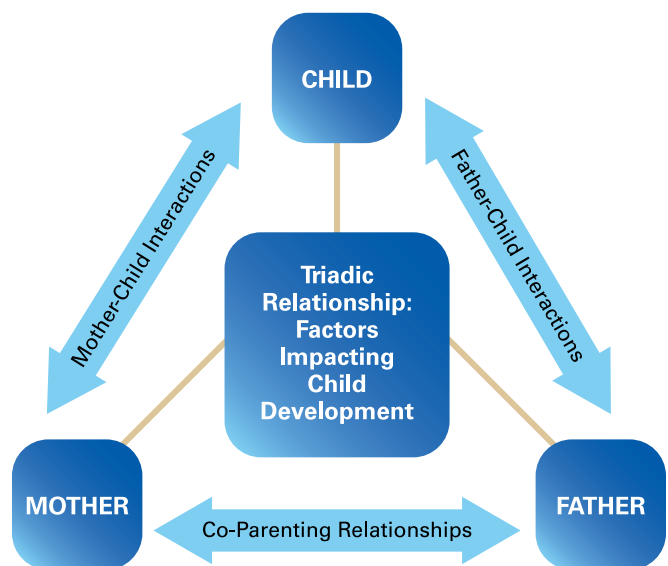 CHILD
Mother-Child Interactions
Father-Child Interactions
Triadic
Relationship:
Factors
Impacting
Child
Development
MOTHER
FATHER
Co-Parenting Relationships